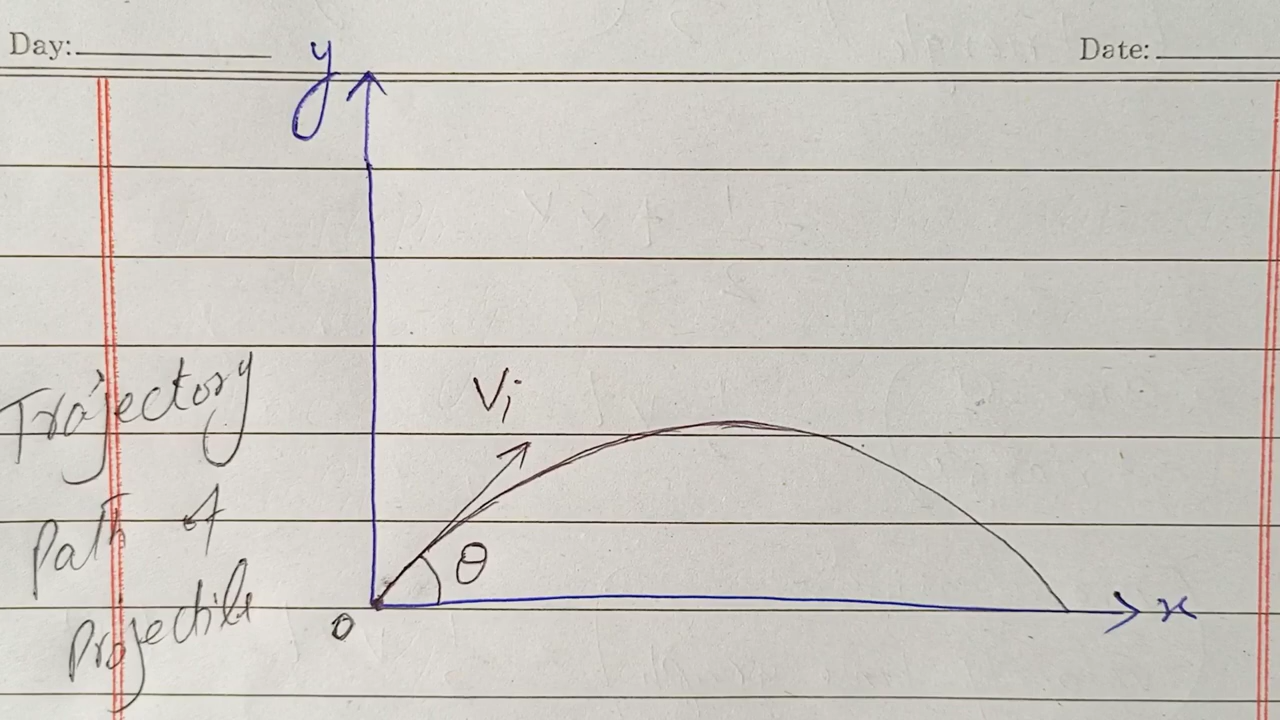 Day:
Date:
y
Trajectory
Path of
Projectile
Vi
θ
O
x